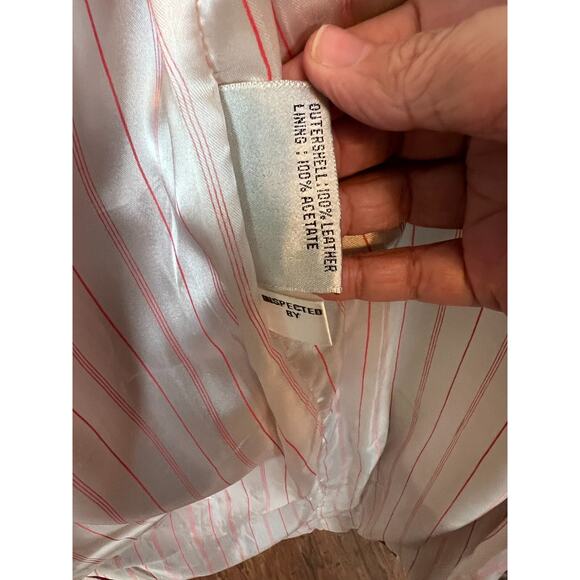 OUTERSHELL:100% LEATHER
LINING : 100% ACETATE
INSPECTED
BY